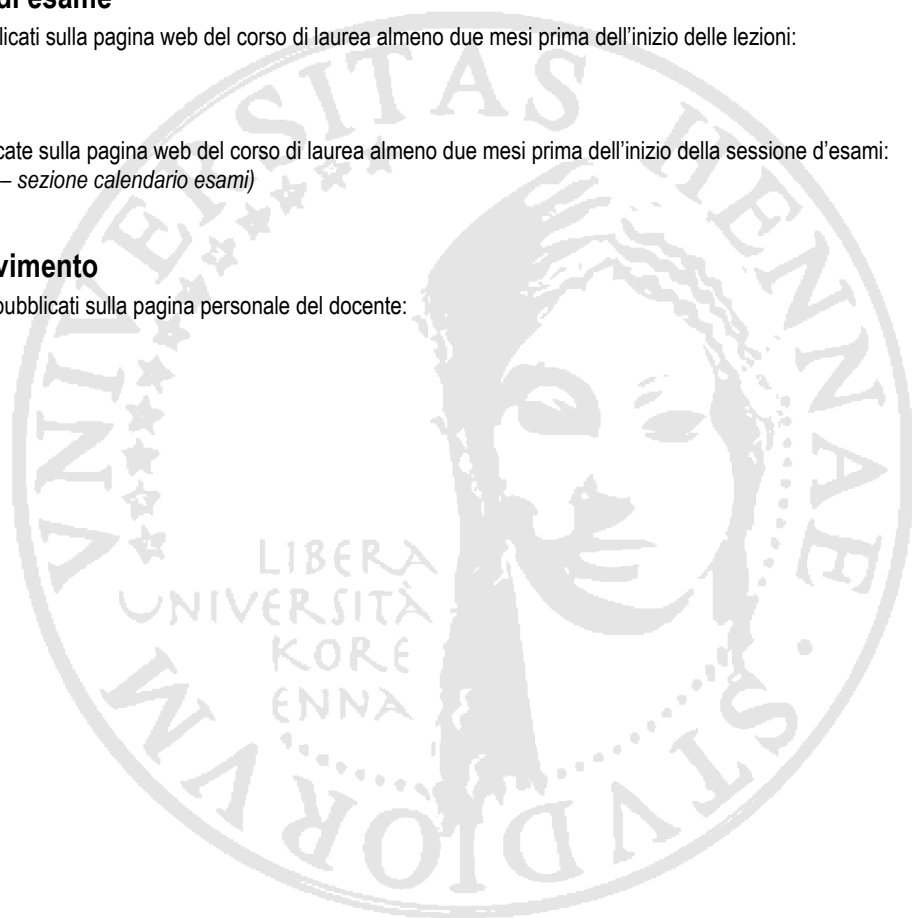 di esame
licati sulla pagina web del corso di laurea almeno due mesi prima dell’inizio delle lezioni:
cate sulla pagina web del corso di laurea almeno due mesi prima dell’inizio della sessione d’esami:
– sezione calendario esami)
vimento
pubblicati sulla pagina personale del docente:
VNIVERSITAS HENNAE • STVDIORVM
LIBERA
UNIVERSITÀ
KORE
ENNA